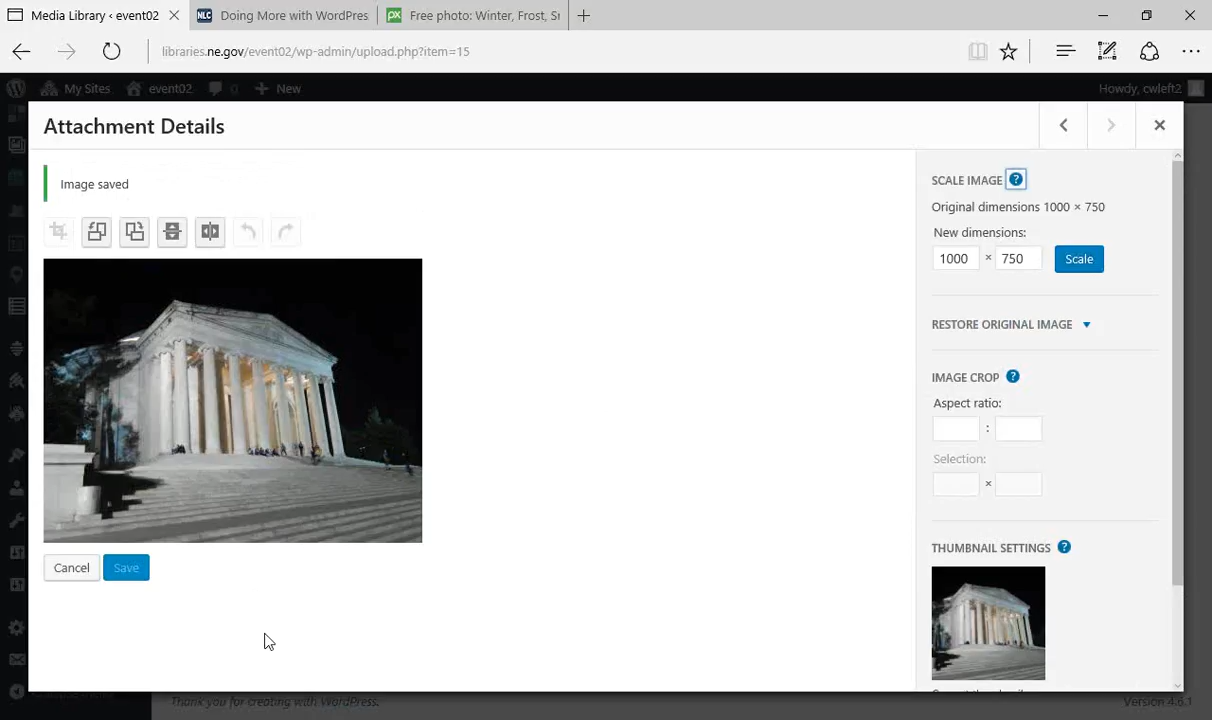 Media Library ‹ event02
Doing More with WordPres
Free photo: Winter, Frost, Sr
libraries.ne.gov/event02/wp-admin/upload.php?item=15
My Sites
event02
0
New
Howdy, cwleft2
Attachment Details
Image saved
Cancel
Save
SCALE IMAGE
Original dimensions 1000 × 750
New dimensions:
1000 × 750 Scale
RESTORE ORIGINAL IMAGE
IMAGE CROP
Aspect ratio:
:
Selection:
×
THUMBNAIL SETTINGS
Thank you for creating with WordPress.
Version 4.6.1